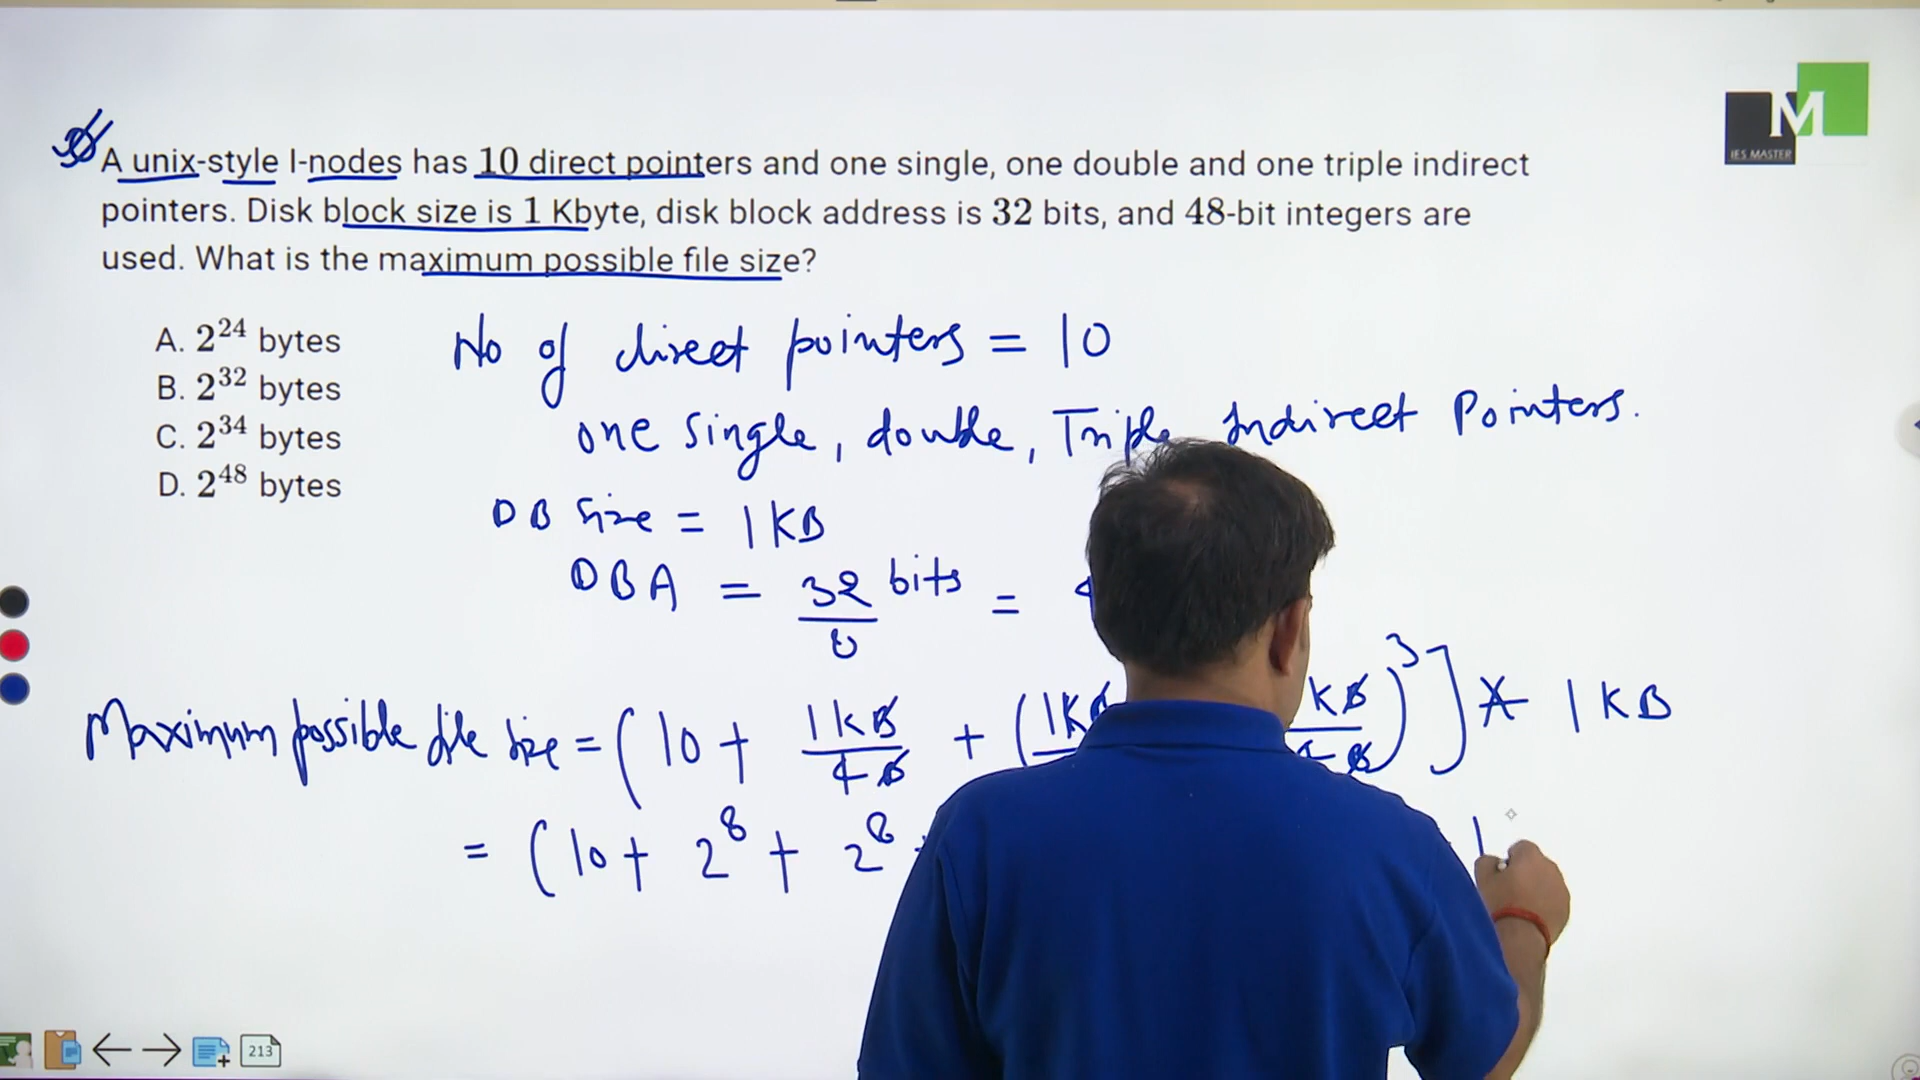 M
IES MASTER
A unix-style I-nodes has 10 direct pointers and one single, one double and one triple indirect
pointers. Disk block size is 1 Kbyte, disk block address is 32 bits, and 48-bit integers are
used. What is the maximum possible file size?
A. 2^24 bytes
B. 2^32 bytes
C. 2^34 bytes
D. 2^48 bytes
No of direct pointers = 10
one single, double, Triple Indirect Pointers.
DB size = 1KB
DBA = 32 bits / 8 =
Maximum possible file size = (10 + 1KB/4B + (1KB KB/4B)^3] * 1KB
= (10 + 2^8 + 2^8
213